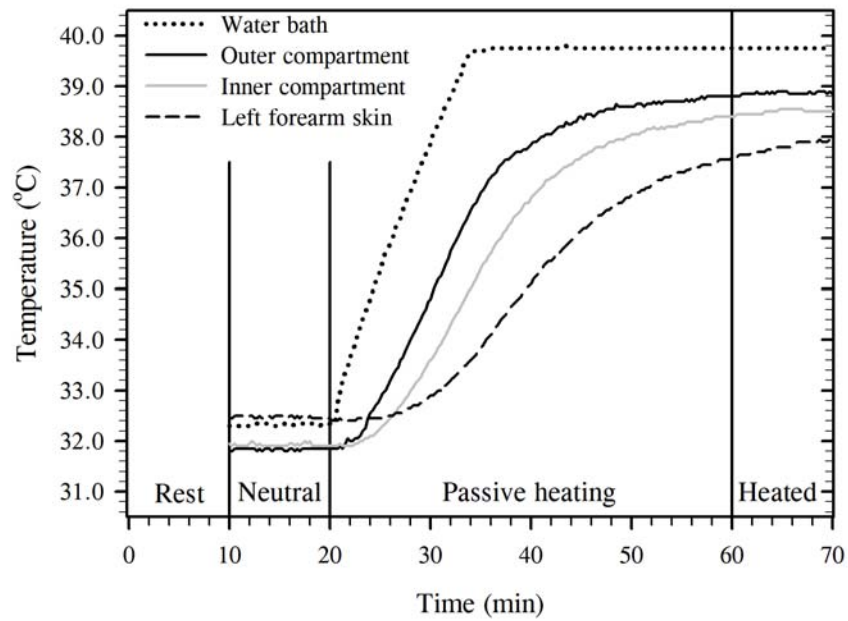 40.0
39.0
38.0
37.0
36.0
35.0
34.0
33.0
32.0
31.0
Temperature (°C)
Water bath
Outer compartment
Inner compartment
Left forearm skin
Rest
Neutral
Passive heating
Heated
0
10
20
30
40
50
60
70
Time (min)